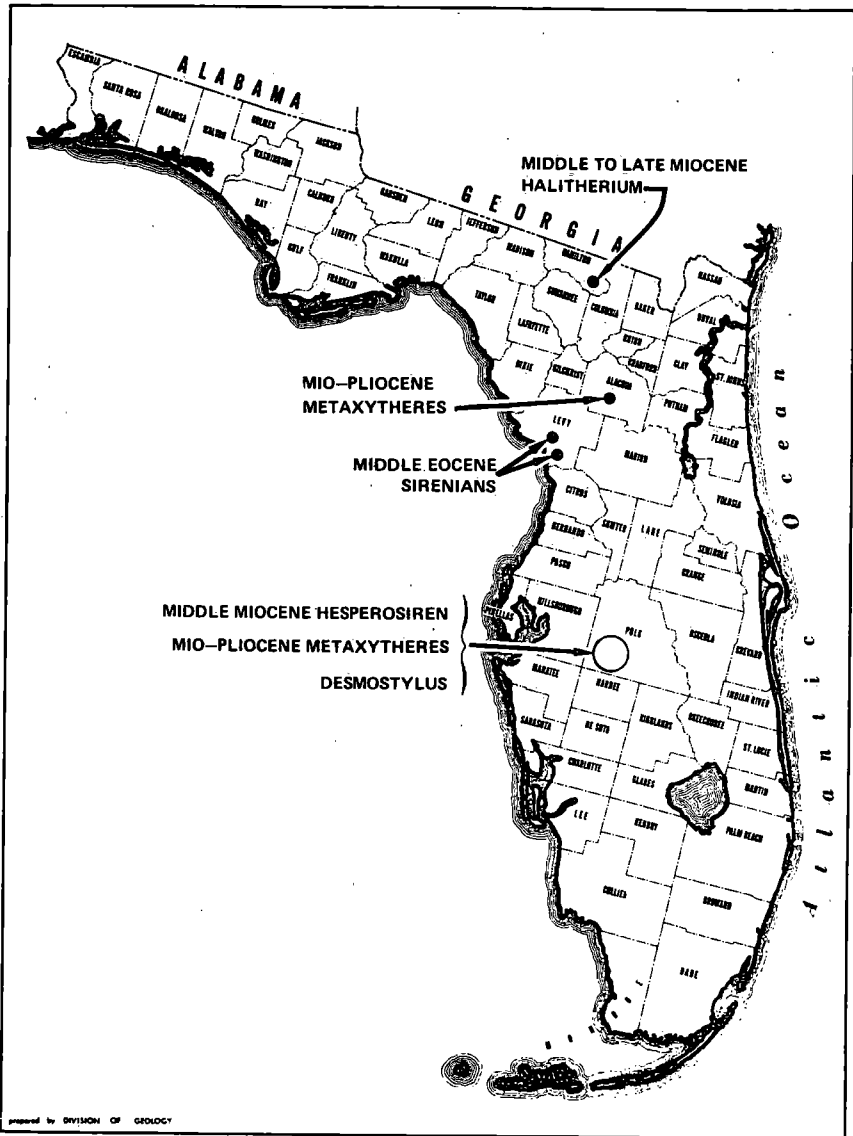 ALABAMA
GEORGIA
ESCAMBIA
SANTA ROSA
OKALOOSA
WALTON
HOLMES
JACKSON
WASHINGTON
BAY
CALHOUN
GULF
LIBERTY
FRANKLIN
GADSDEN
LEON
WAKULLA
JEFFERSON
MADISON
TAYLOR
HAMILTON
SUWANNEE
LAFAYETTE
DIXIE
COLUMBIA
BAKER
NASSAU
DUVAL
UNION
BRADFORD
CLAY
ST. JOHNS
GILCHRIST
ALACHUA
PUTNAM
LEVY
MARION
FLAGLER
VOLUSIA
CITRUS
SUMTER
LAKE
HERNANDO
SEMINOLE
ORANGE
PASCO
HILLSBOROUGH
PINELLAS
POLK
OSCEOLA
BREVARD
MANATEE
HARDEE
INDIAN RIVER
SARASOTA
DE SOTO
HIGHLANDS
OKEECHOBEE
ST. LUCIE
CHARLOTTE
GLADES
MARTIN
LEE
HENDRY
PALM BEACH
COLLIER
BROWARD
DADE
MIDDLE TO LATE MIOCENE
HALITHERIUM
MIO–PLIOCENE
METAXYTHERES
MIDDLE EOCENE
SIRENIANS
MIDDLE MIOCENE HESPEROSIREN
MIO–PLIOCENE METAXYTHERES
DESMOSTYLUS
Atlantic Ocean
prepared by DIVISION OF GEOLOGY